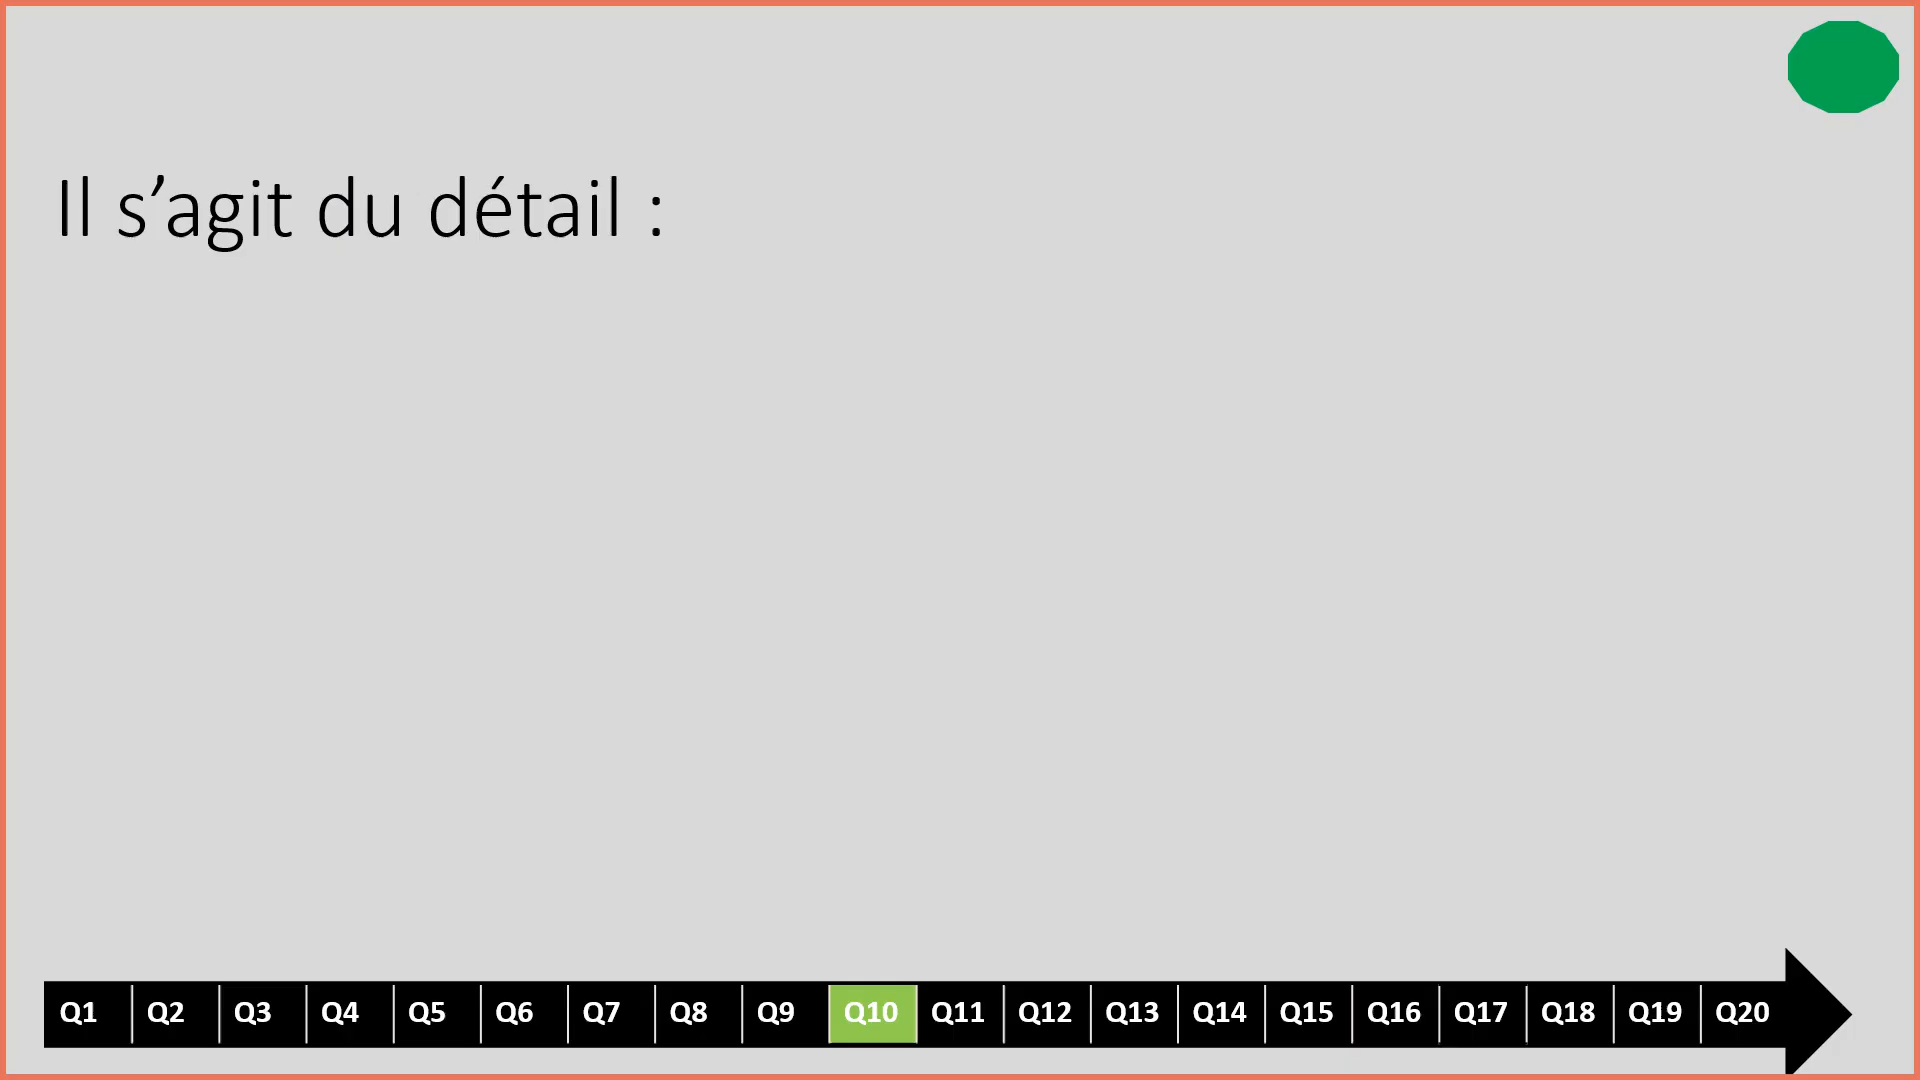 Il s’agit du détail :
Q1 Q2 Q3 Q4 Q5 Q6 Q7 Q8 Q9 Q10 Q11 Q12 Q13 Q14 Q15 Q16 Q17 Q18 Q19 Q20